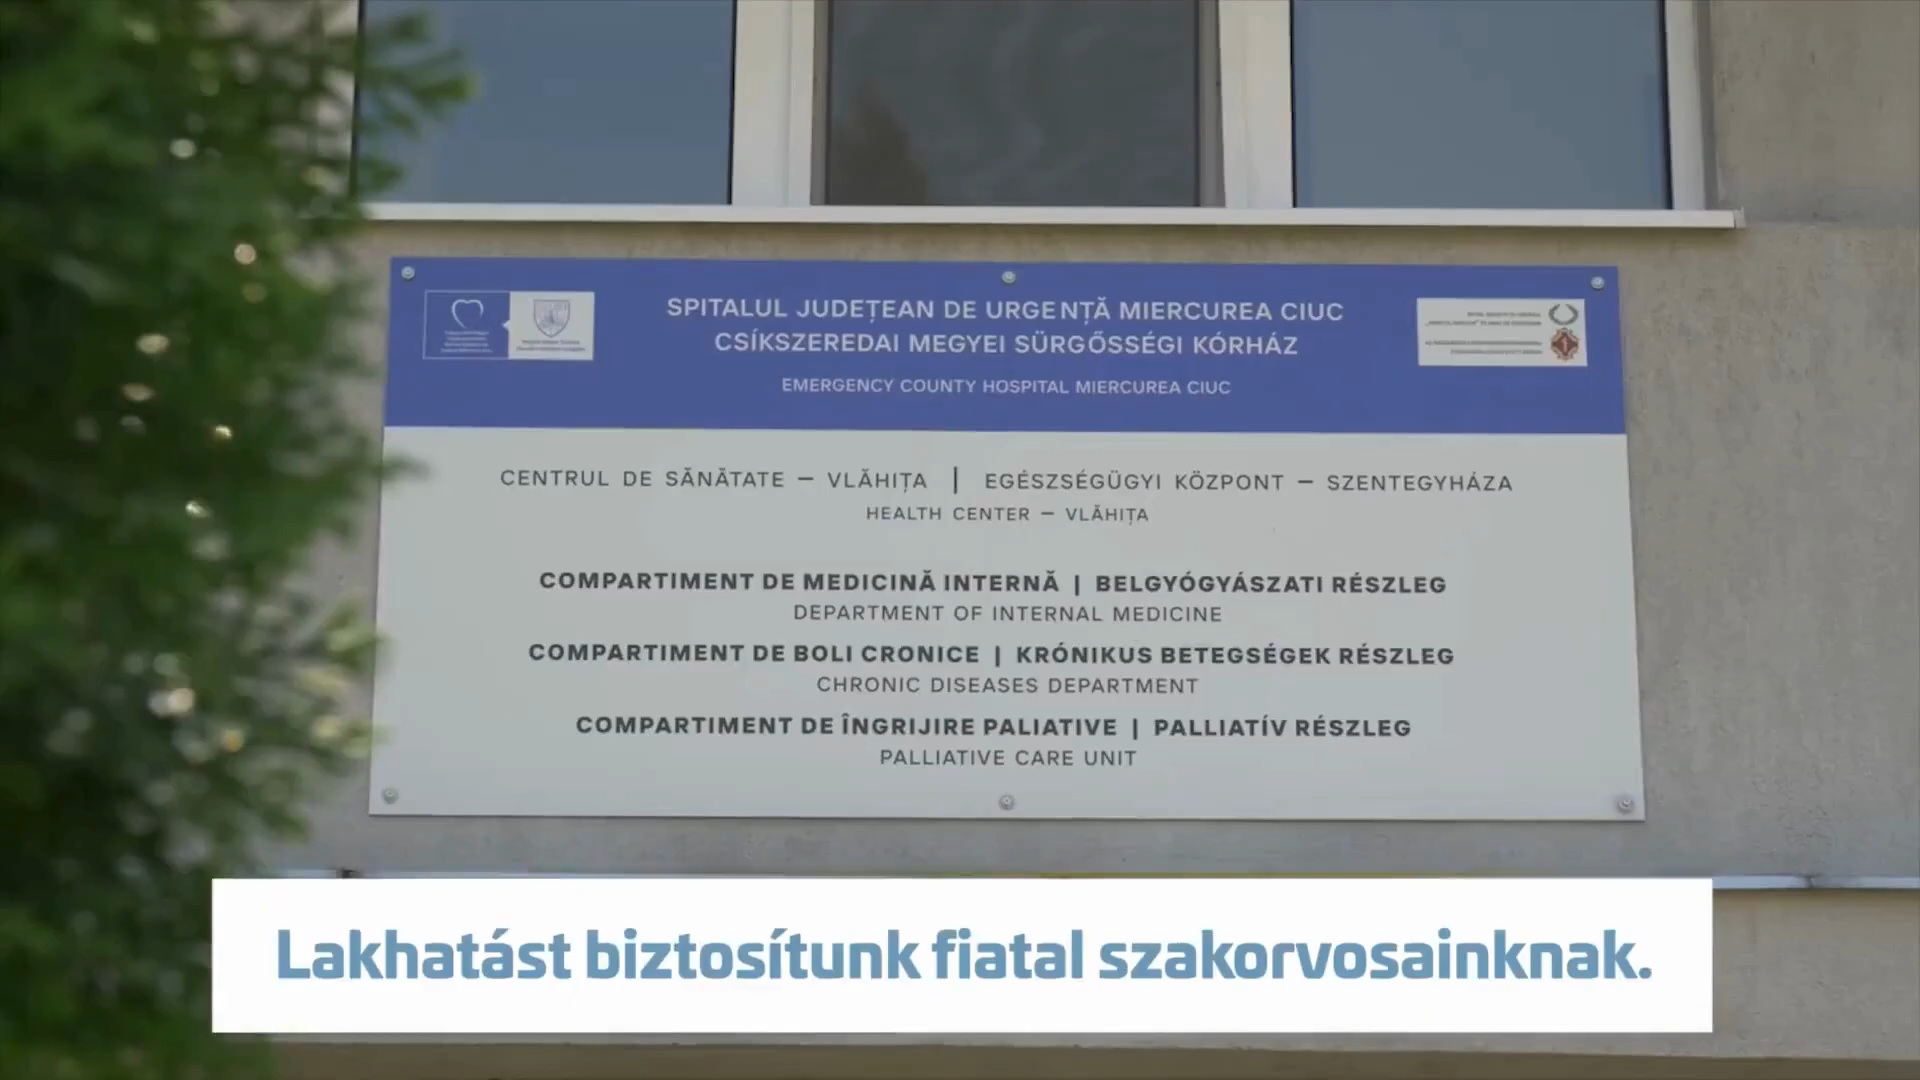 SPITALUL JUDEȚEAN DE URGENȚĂ MIERCUREA CIUC
CSÍKSZEREDAI MEGYEI SÜRGŐSSÉGI KÓRHÁZ
EMERGENCY COUNTY HOSPITAL MIERCUREA CIUC
CENTRUL DE SĂNĂTATE – VLĂHIȚA | EGÉSZSÉGÜGYI KÖZPONT – SZENTEGYHÁZA
HEALTH CENTER – VLĂHIȚA
COMPARTIMENT DE MEDICINĂ INTERNĂ | BELGYÓGYÁSZATI RÉSZLEG
DEPARTMENT OF INTERNAL MEDICINE
COMPARTIMENT DE BOLI CRONICE | KRÓNIKUS BETEGSÉGEK RÉSZLEG
CHRONIC DISEASES DEPARTMENT
COMPARTIMENT DE ÎNGRIJIRE PALIATIVE | PALLIATÍV RÉSZLEG
PALLIATIVE CARE UNIT
Lakhatást biztosítunk fiatal szakorvosainknak.